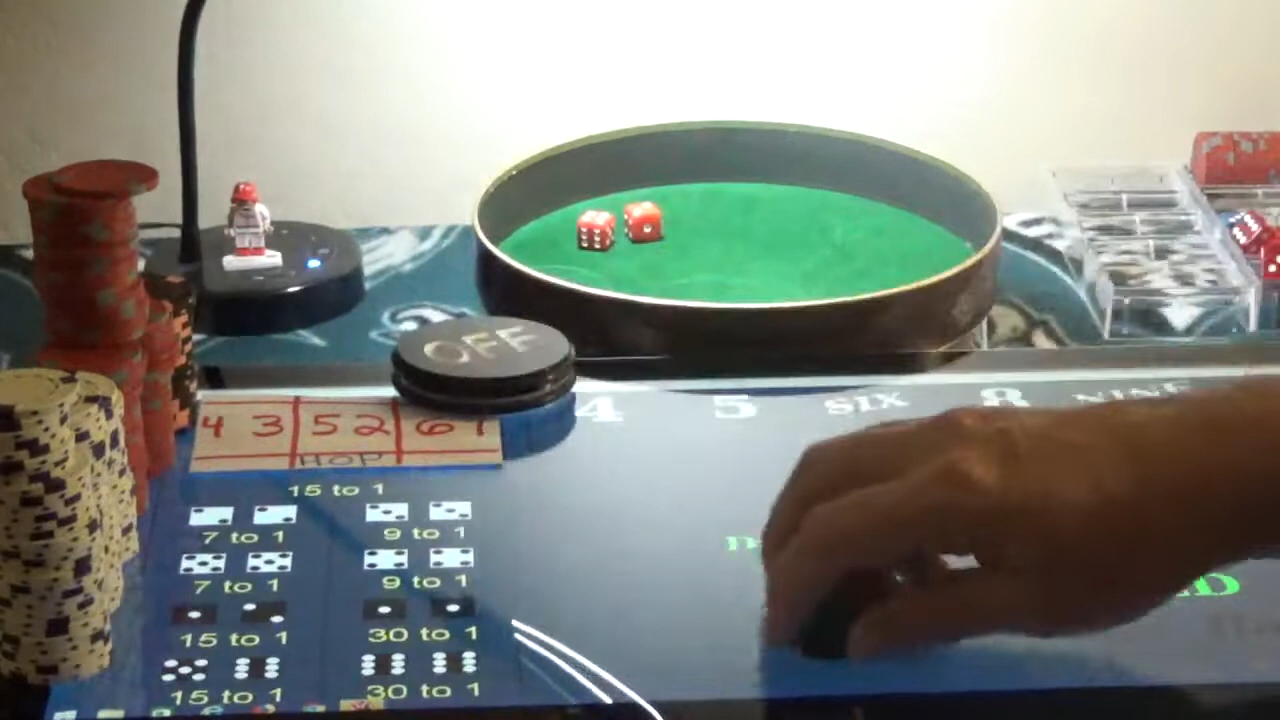 OFF
4 5 SIX 8 NINE
4 3 5 2 6 1
HOP
15 to 1
7 to 1 9 to 1
7 to 1 9 to 1
15 to 1 30 to 1
15 to 1 30 to 1